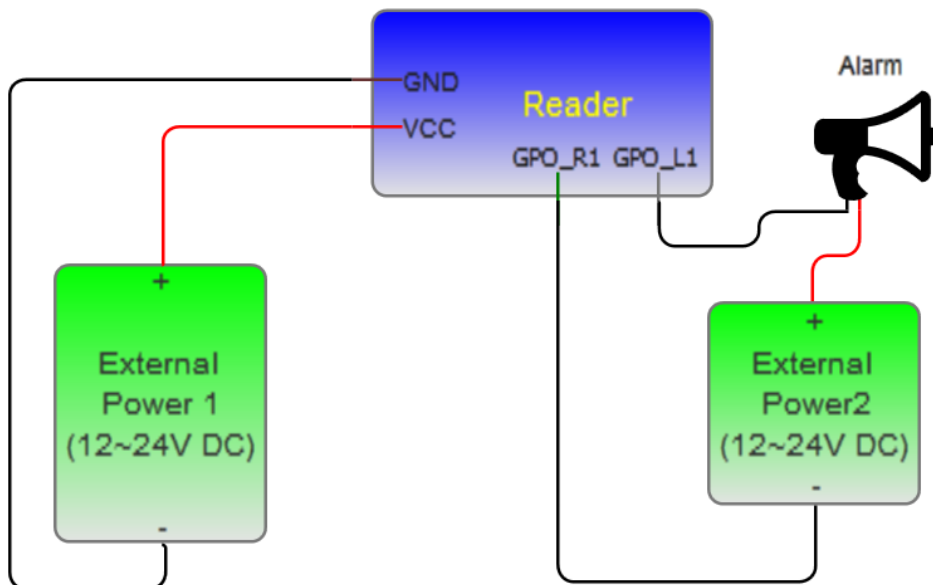 Alarm
GND
Reader
VCC
GPO_R1 GPO_L1
+
External
Power 1
(12~24V DC)
-
+
External
Power2
(12~24V DC)
-